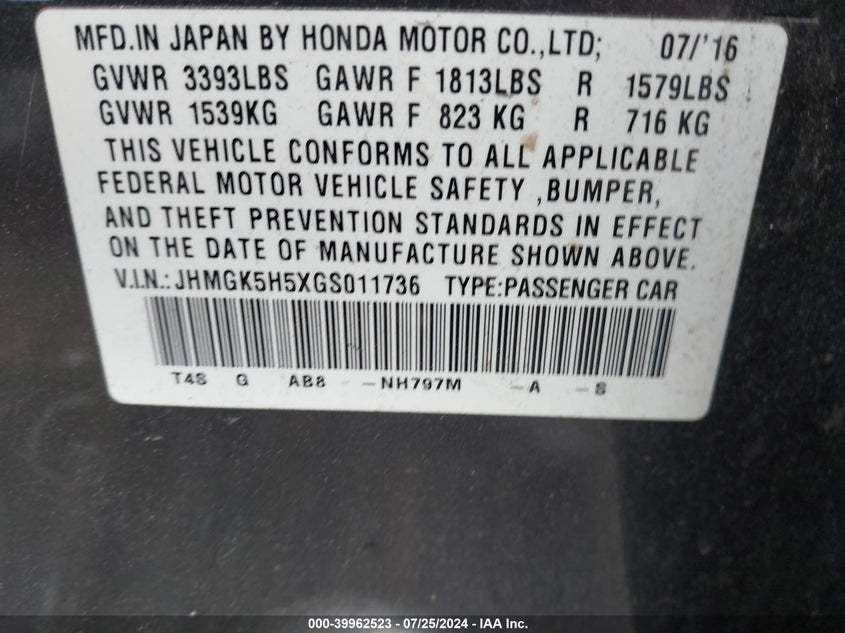 MFD.IN JAPAN BY HONDA MOTOR CO.,LTD; 07/'16
GVWR 3393LBS GAWR F 1813LBS R 1579LBS
GVWR 1539KG GAWR F 823 KG R 716 KG
THIS VEHICLE CONFORMS TO ALL APPLICABLE
FEDERAL MOTOR VEHICLE SAFETY ,BUMPER,
AND THEFT PREVENTION STANDARDS IN EFFECT
ON THE DATE OF MANUFACTURE SHOWN ABOVE.
V.I.N.:JHMGK5H5XGS011736 TYPE:PASSENGER CAR
T4S G AB8 -NH797M -A -S
000-39962523 - 07/25/2024 - IAA Inc.